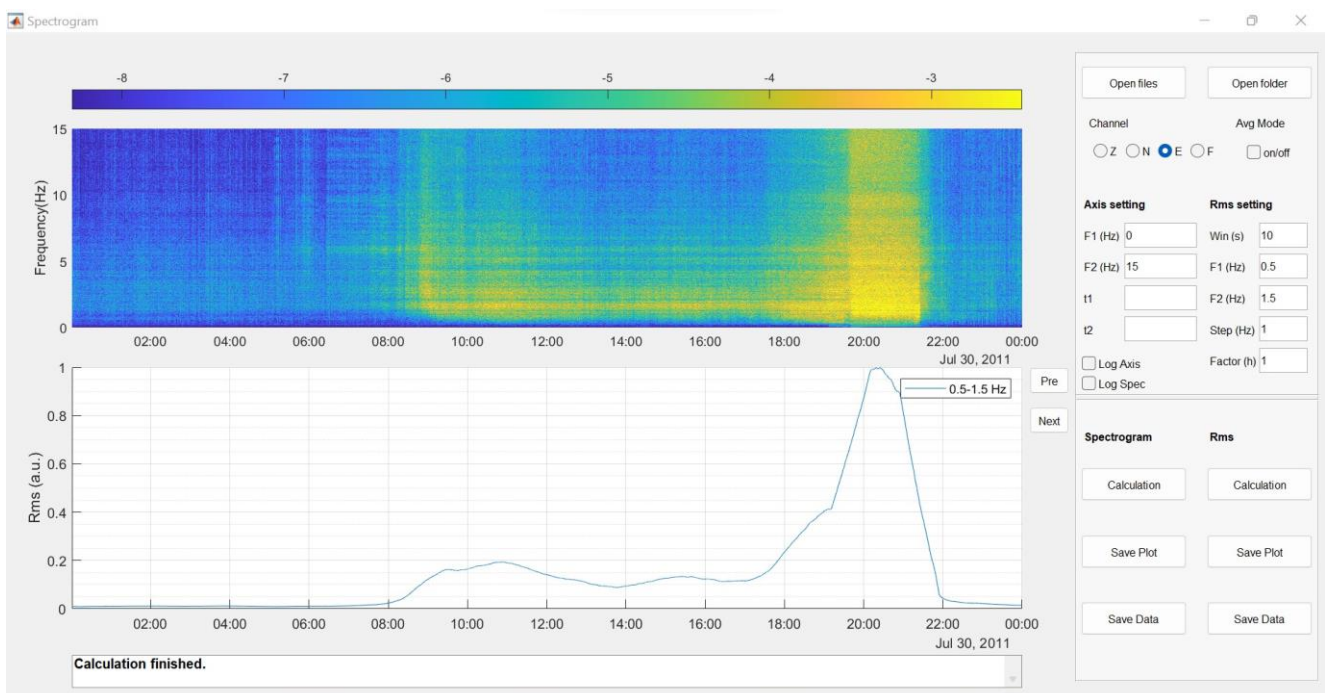 Spectrogram
-8 -7 -6 -5 -4 -3
Frequency(Hz)
15
10
5
0
02:00 04:00 06:00 08:00 10:00 12:00 14:00 16:00 18:00 20:00 22:00 00:00
Jul 30, 2011
Rms (a.u.)
1
0.8
0.6
0.4
0.2
0
0.5-1.5 Hz
02:00 04:00 06:00 08:00 10:00 12:00 14:00 16:00 18:00 20:00 22:00 00:00
Jul 30, 2011
Calculation finished.
Pre
Next
Open files Open folder
Channel Avg Mode
Z N E F on/off
Axis setting Rms setting
F1 (Hz) 0 Win (s) 10
F2 (Hz) 15 F1 (Hz) 0.5
t1 F2 (Hz) 1.5
t2 Step (Hz) 1
Log Axis Factor (h) 1
Log Spec
Spectrogram Rms
Calculation Calculation
Save Plot Save Plot
Save Data Save Data